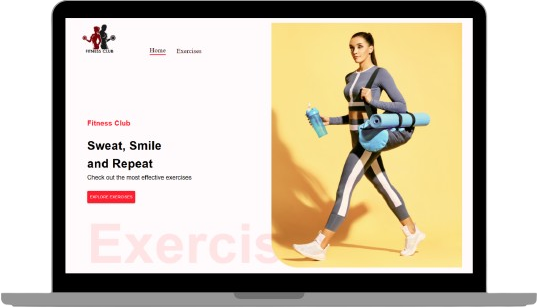 FITNESS CLUB
Home Exercises
Fitness Club
Sweat, Smile
and Repeat
Check out the most effective exercises
EXPLORE EXERCISES
Exercis